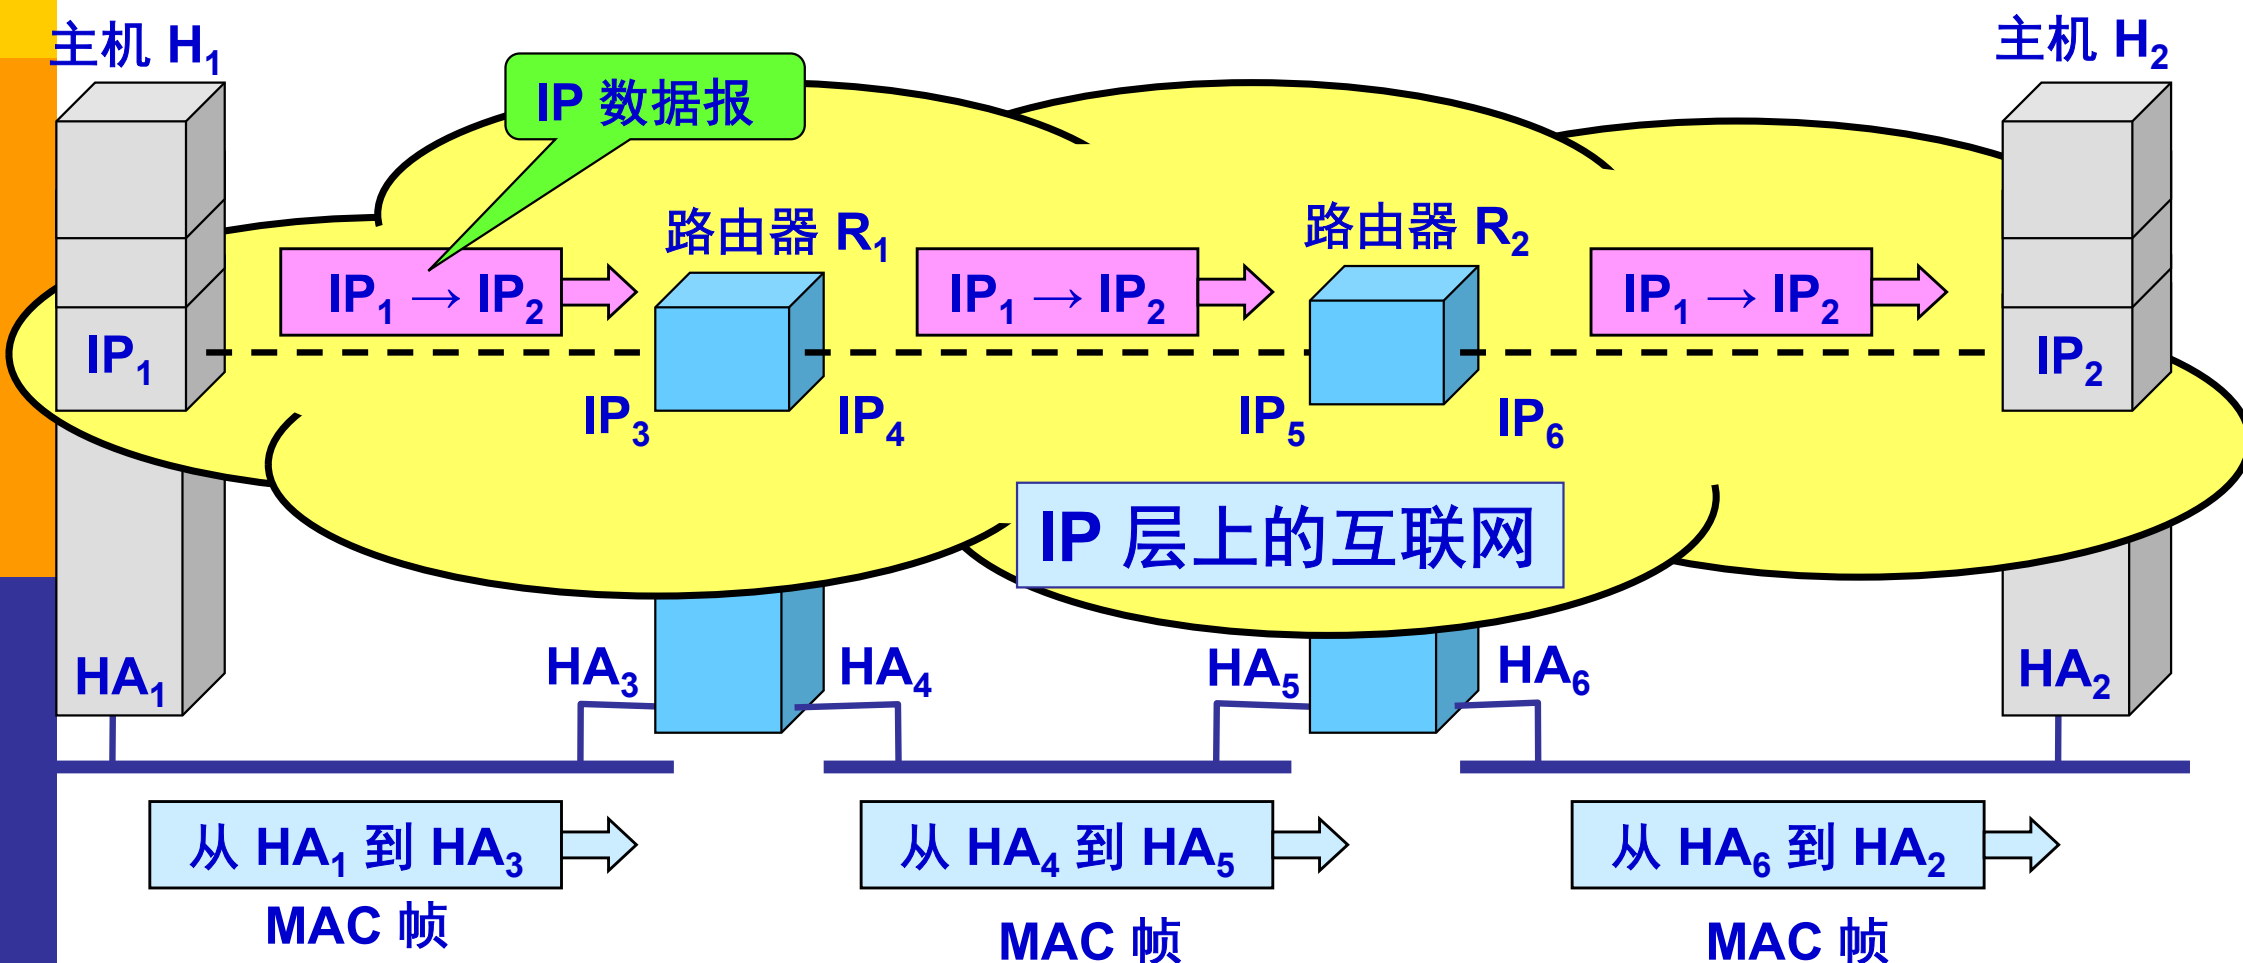 主机 H₁
主机 H₂
IP 数据报
路由器 R₁
路由器 R₂
IP₁ → IP₂
IP₁ → IP₂
IP₁ → IP₂
IP₁
IP₂
IP₃
IP₄
IP₅
IP₆
IP 层上的互联网
HA₁
HA₃
HA₄
HA₅
HA₆
HA₂
从 HA₁ 到 HA₃
从 HA₄ 到 HA₅
从 HA₆ 到 HA₂
MAC 帧
MAC 帧
MAC 帧